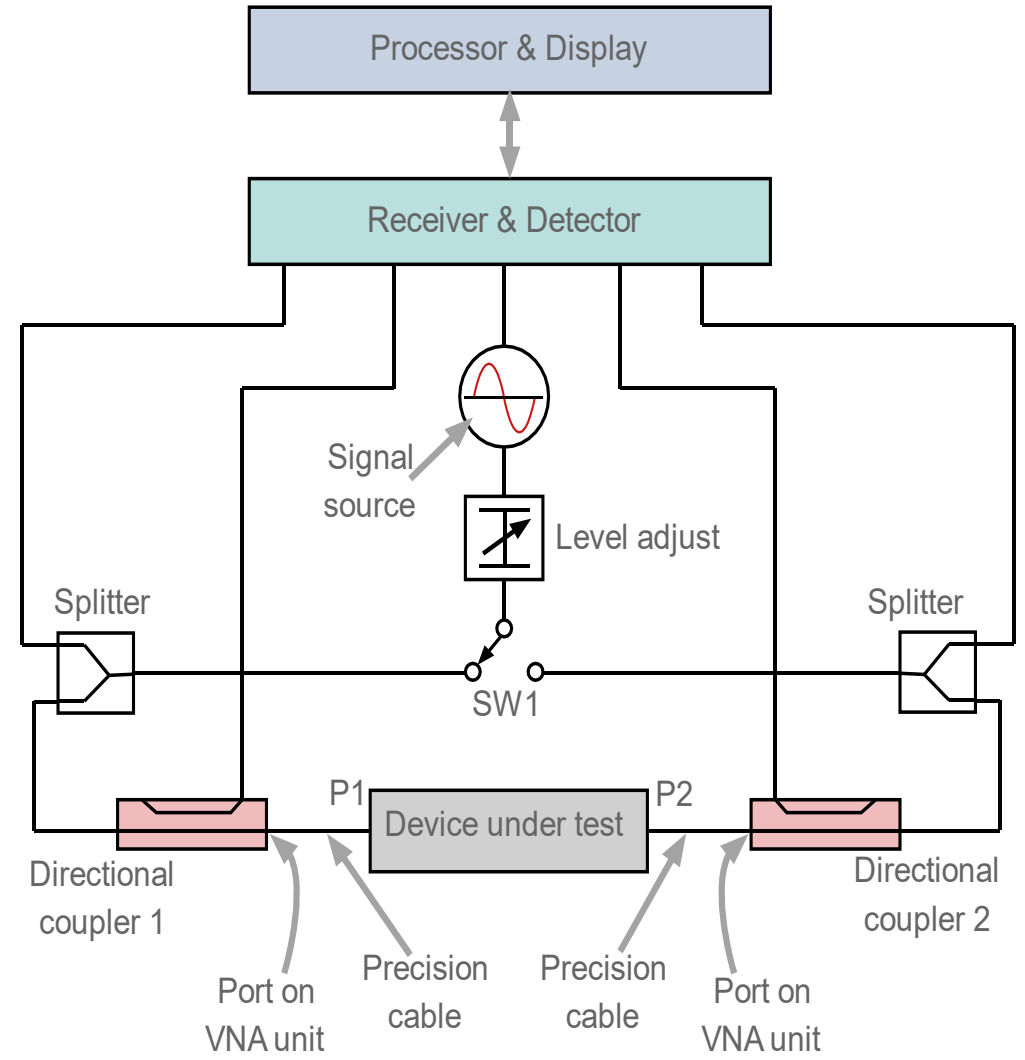 Processor & Display
Receiver & Detector
Signal
source
Level adjust
Splitter
Splitter
SW1
P1
P2
Device under test
Directional
coupler 1
Directional
coupler 2
Precision
cable
Precision
cable
Port on
VNA unit
Port on
VNA unit